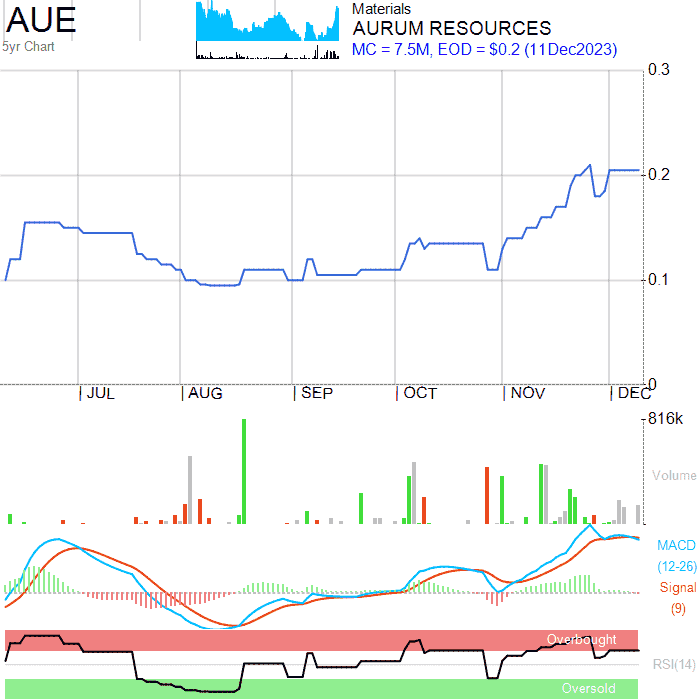 AUE
5yr Chart
Materials
AURUM RESOURCES
MC = 7.5M, EOD = $0.2 (11Dec2023)
0.3
0.2
0.1
0
JUL
AUG
SEP
OCT
NOV
DEC
816k
Volume
MACD
(12-26)
Signal
(9)
Overbought
RSI(14)
Oversold